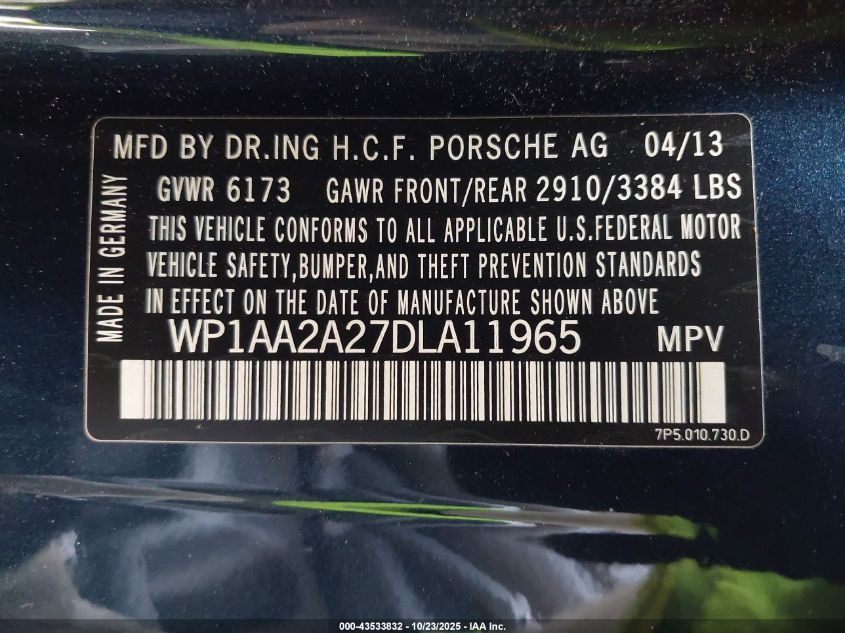 MFD BY DR.ING H.C.F. PORSCHE AG 04/13
GVWR 6173 GAWR FRONT/REAR 2910/3384 LBS
THIS VEHICLE CONFORMS TO ALL APPLICABLE U.S.FEDERAL MOTOR
VEHICLE SAFETY,BUMPER,AND THEFT PREVENTION STANDARDS
IN EFFECT ON THE DATE OF MANUFACTURE SHOWN ABOVE
MADE IN GERMANY
WP1AA2A27DLA11965 MPV
7P5.010.730.D
000-43533832 - 10/23/2025 - IAA Inc.